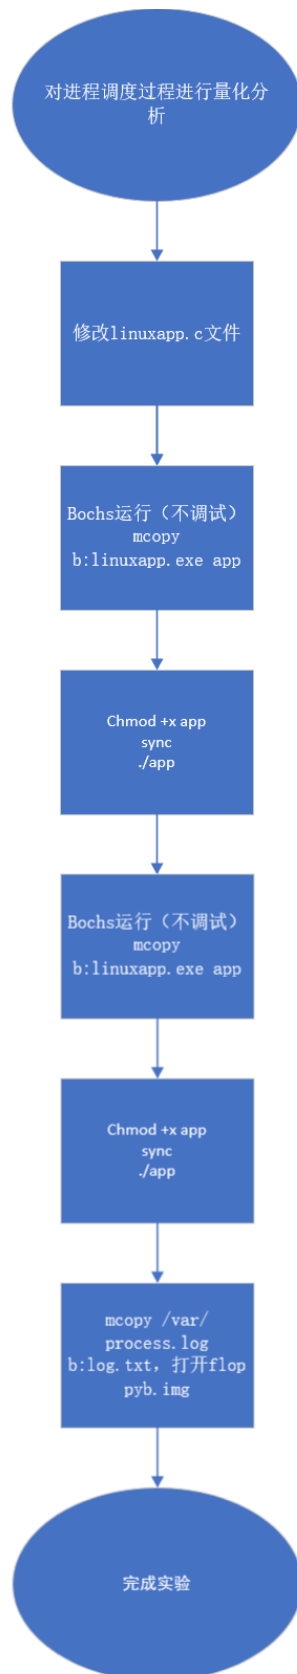 对进程调度过程进行量化分
析
修改linuxapp.c文件
Bochs运行（不调试）
mcopy
b:linuxapp.exe app
Chmod +x app
sync
./app
Bochs运行（不调试）
mcopy
b:linuxapp.exe app
Chmod +x app
sync
./app
mcopy /var/
process.log
b:log.txt，打开flop
pyb.img
完成实验